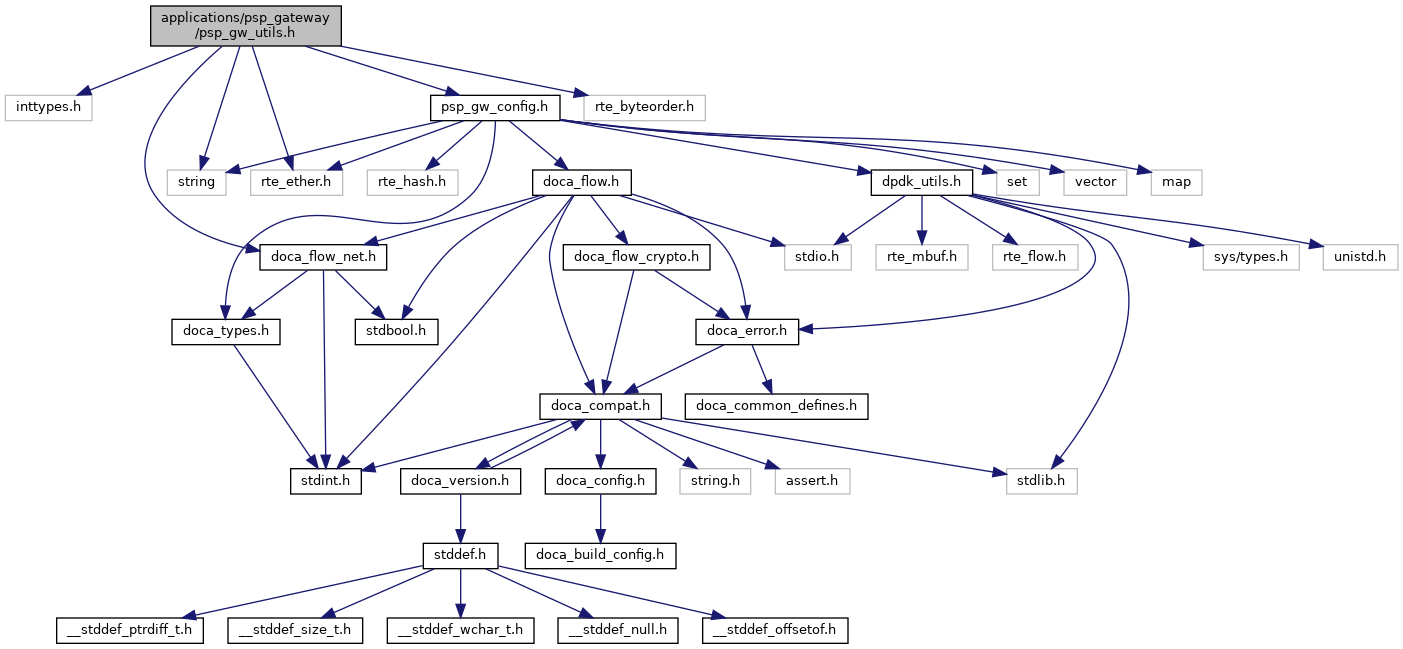 applications/psp_gateway
/psp_gw_utils.h
inttypes.h
psp_gw_config.h
rte_byteorder.h
string
rte_ether.h
rte_hash.h
doca_flow.h
dpdk_utils.h
set
vector
map
doca_flow_net.h
doca_flow_crypto.h
stdio.h
rte_mbuf.h
rte_flow.h
sys/types.h
unistd.h
doca_types.h
stdbool.h
doca_error.h
doca_compat.h
doca_common_defines.h
stdint.h
doca_version.h
doca_config.h
string.h
assert.h
stdlib.h
stddef.h
doca_build_config.h
__stddef_ptrdiff_t.h
__stddef_size_t.h
__stddef_wchar_t.h
__stddef_null.h
__stddef_offsetof.h